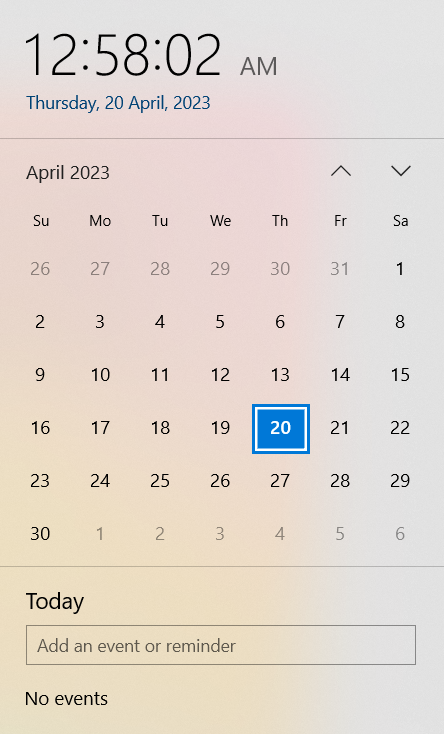 12:58:02 AM
Thursday, 20 April, 2023
April 2023
Su Mo Tu We Th Fr Sa
26 27 28 29 30 31 1
2 3 4 5 6 7 8
9 10 11 12 13 14 15
16 17 18 19 20 21 22
23 24 25 26 27 28 29
30 1 2 3 4 5 6
Today
Add an event or reminder
No events